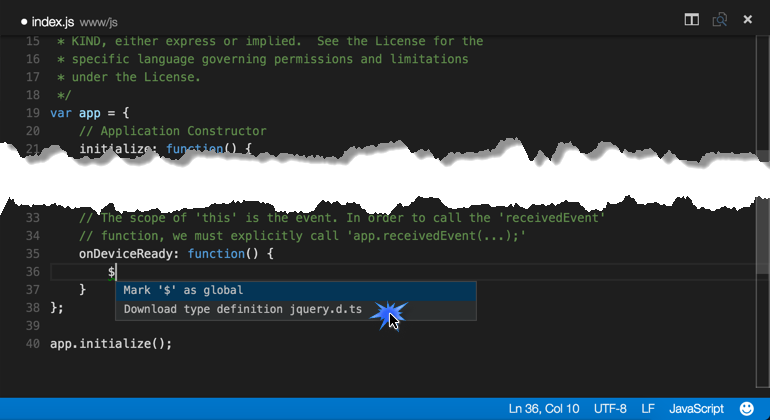 ● index.js www/js
15 * KIND, either express or implied.  See the License for the
16 * specific language governing permissions and limitations
17 * under the License.
18 */
19 var app = {
20 // Application Constructor
21 initialize: function() {
33 // The scope of 'this' is the event. In order to call the 'receivedEvent'
34 // function, we must explicitly call 'app.receivedEvent(...);'
35 onDeviceReady: function() {
36 $
Mark '$' as global
37 }
Download type definition jquery.d.ts
38 };
39
40 app.initialize();
Ln 36, Col 10 UTF-8 LF JavaScript